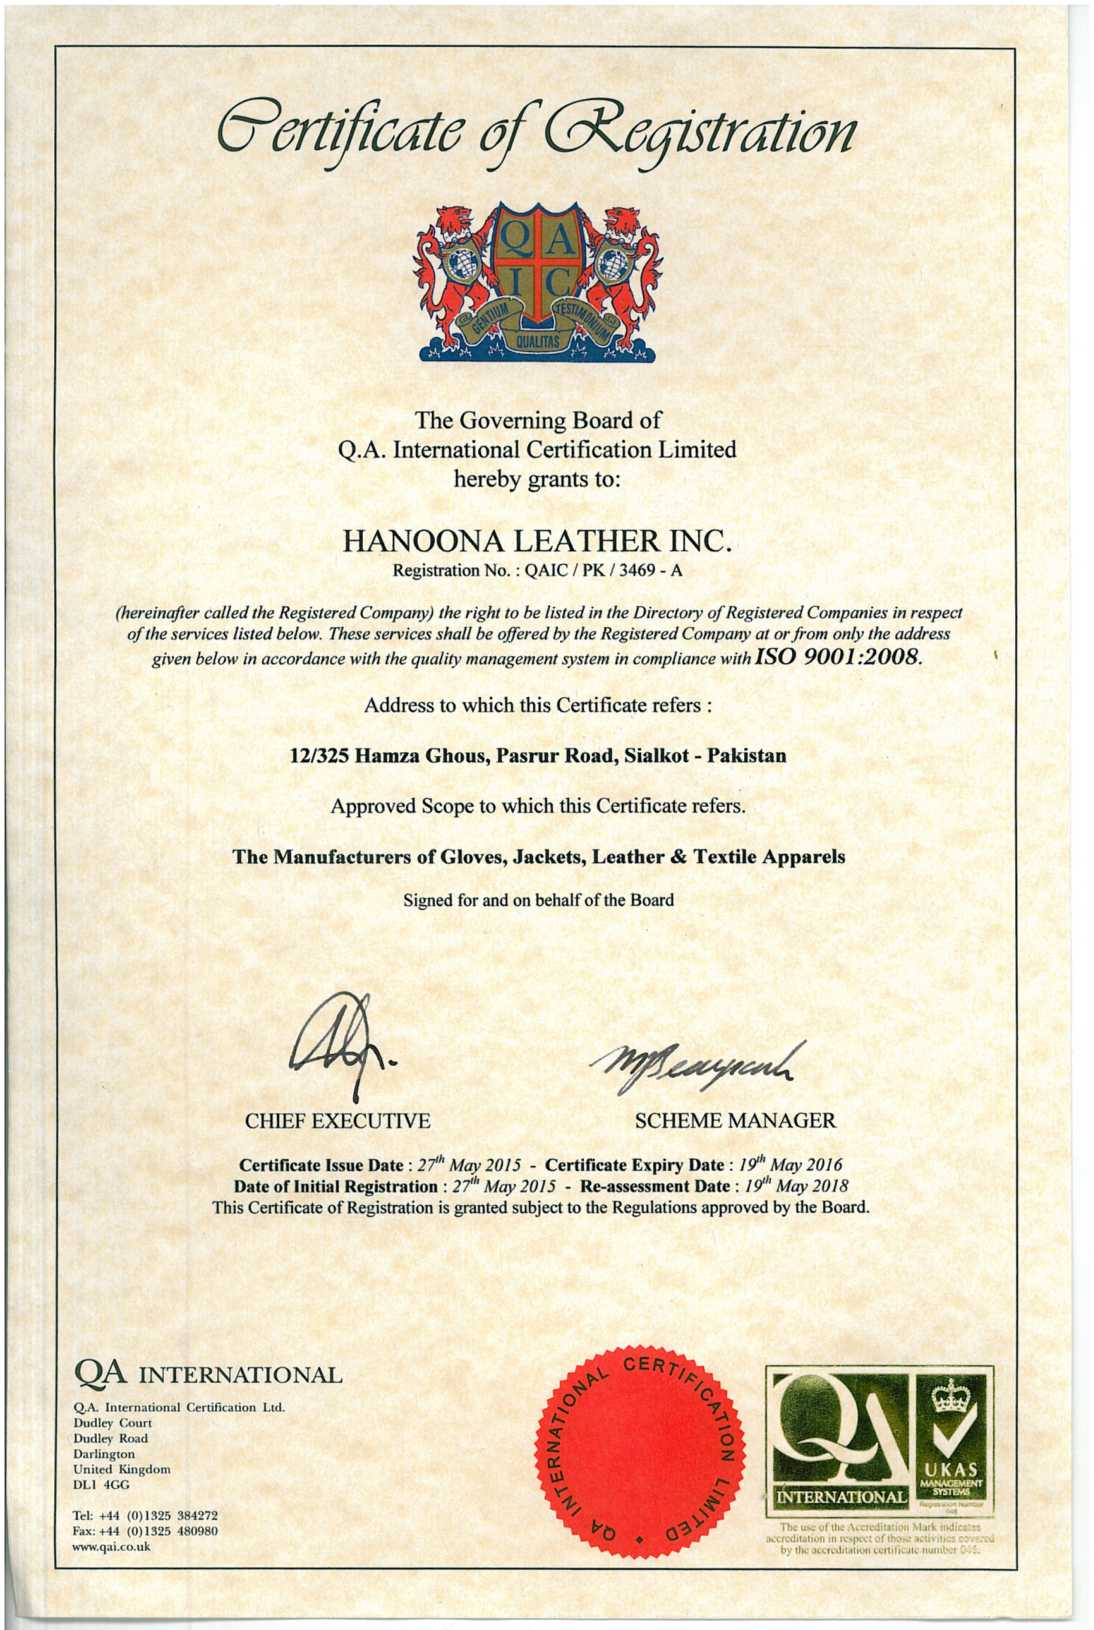 Certificate of Registration
QA
IC
GENTIUM
QUALITAS
TESTIMONIUM
The Governing Board of
Q.A. International Certification Limited
hereby grants to:
HANOONA LEATHER INC.
Registration No. : QAIC / PK / 3469 - A
(hereinafter called the Registered Company) the right to be listed in the Directory of Registered Companies in respect
of the services listed below. These services shall be offered by the Registered Company at or from only the address
given below in accordance with the quality management system in compliance with ISO 9001:2008.
Address to which this Certificate refers :
12/325 Hamza Ghous, Pasrur Road, Sialkot - Pakistan
Approved Scope to which this Certificate refers.
The Manufacturers of Gloves, Jackets, Leather & Textile Apparels
Signed for and on behalf of the Board
CHIEF EXECUTIVE
SCHEME MANAGER
Certificate Issue Date : 27th May 2015 - Certificate Expiry Date : 19th May 2016
Date of Initial Registration : 27th May 2015 - Re-assessment Date : 19th May 2018
This Certificate of Registration is granted subject to the Regulations approved by the Board.
QA INTERNATIONAL
Q.A. International Certification Ltd.
Dudley Court
Dudley Road
Darlington
United Kingdom
DL1 4GG
Tel: +44 (0)1325 384272
Fax: +44 (0)1325 480980
www.qai.co.uk
QA INTERNATIONAL CERTIFICATION LIMITED
QA
INTERNATIONAL
UKAS
MANAGEMENT
SYSTEMS
Registration Number
The use of the Accreditation Mark indicates
accreditation in respect of those activities covered
by the accreditation certificate number 046.